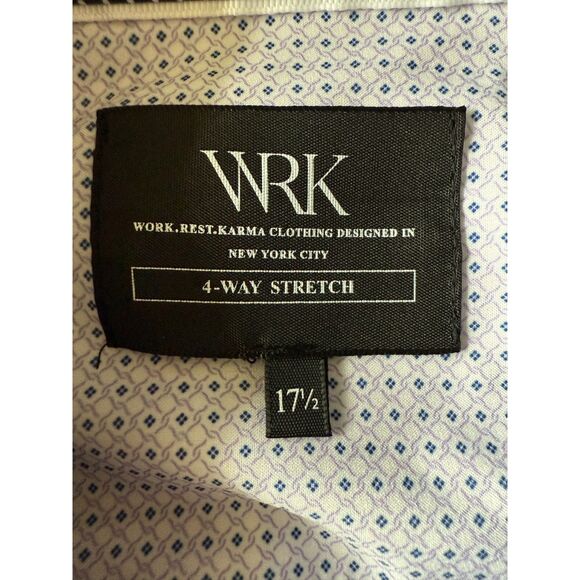 WRK
WORK.REST.KARMA CLOTHING DESIGNED IN
NEW YORK CITY
4-WAY STRETCH
17½